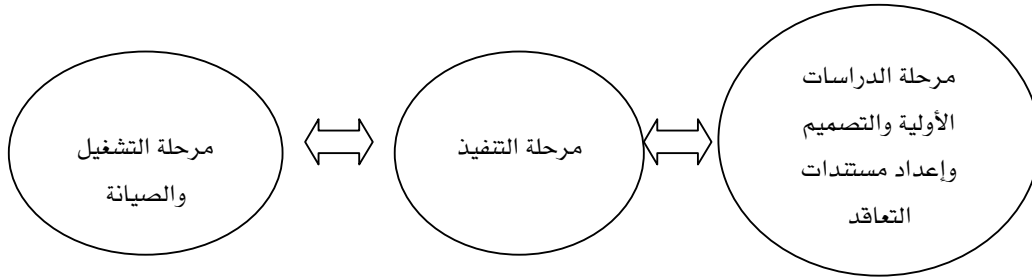 مرحلة الدراسات
الأولية والتصميم
وإعداد مستندات
التعاقد
مرحلة التنفيذ
مرحلة التشغيل
والصيانة